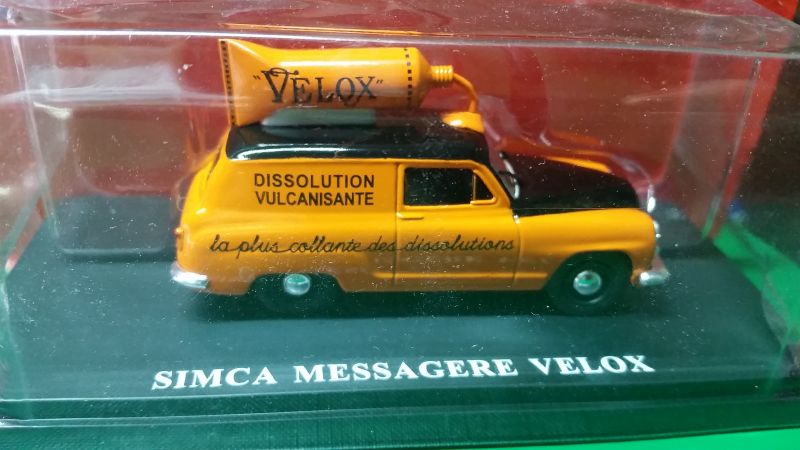 "VELOX"
DISSOLUTION
VULCANISANTE
la plus collante des dissolutions
SIMCA MESSAGERE VELOX